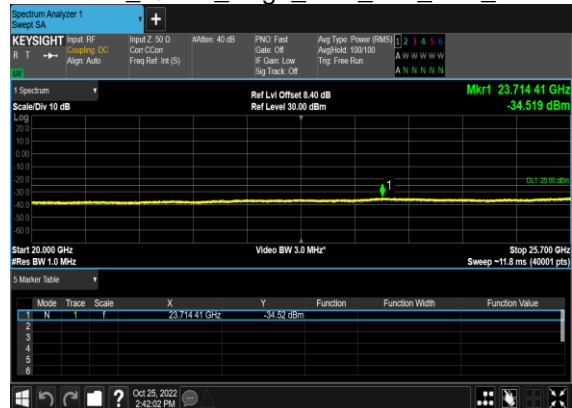 Spectrum Analyzer 1
Swept SA
KEYSIGHT Input: RF Input Z: 50 Ω #Atten: 40 dB PNO: Fast Avg Type: Power (RMS) 1 2 3 4 5 6
R T Coupling: DC Corr CCorr Gate: Off Avg|Hold: 100/100 A W W W W W
Align: Auto Freq Ref: Int (S) IF Gain: Low Trig: Free Run
Sig Track: Off A N N N N N
1 Spectrum Ref Lvl Offset 8.40 dB Mkr1 23.714 41 GHz
Scale/Div 10 dB Ref Level 30.00 dBm -34.519 dBm
Log
20.0
10.0
0.00
-10.0
-20.0
DL1 -25.00 dBm
1
-30.0
-40.0
-50.0
-60.0
Start 20.000 GHz Video BW 3.0 MHz* Stop 25.700 GHz
#Res BW 1.0 MHz Sweep ~11.8 ms (40001 pts)
5 Marker Table
Mode Trace Scale X Y Function Function Width Function Value
1 N 1 f 23.714 41 GHz -34.52 dBm
2
3
4
5
6
? Oct 25, 2022
2:42:02 PM